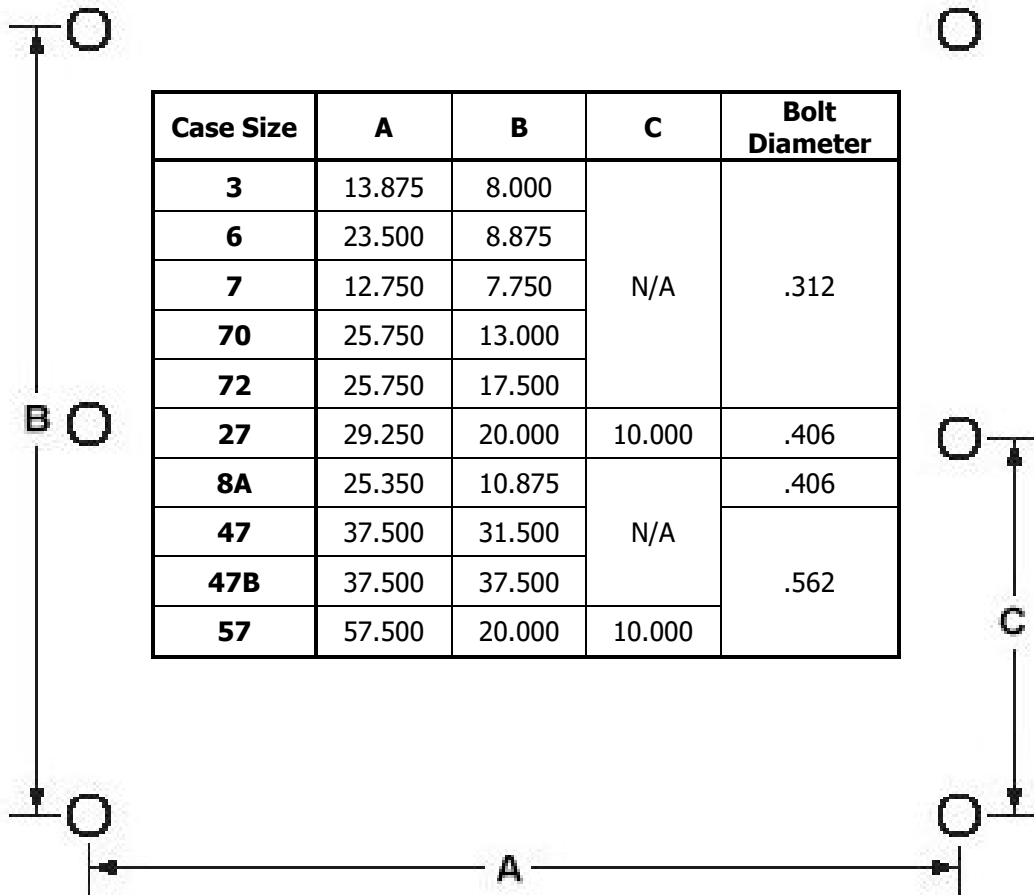 Case Size A B C Bolt Diameter
3 13.875 8.000
6 23.500 8.875
7 12.750 7.750 N/A .312
70 25.750 13.000
72 25.750 17.500
B
27 29.250 20.000 10.000 .406
8A 25.350 10.875 .406
47 37.500 31.500 N/A
47B 37.500 37.500 .562
C
57 57.500 20.000 10.000
A